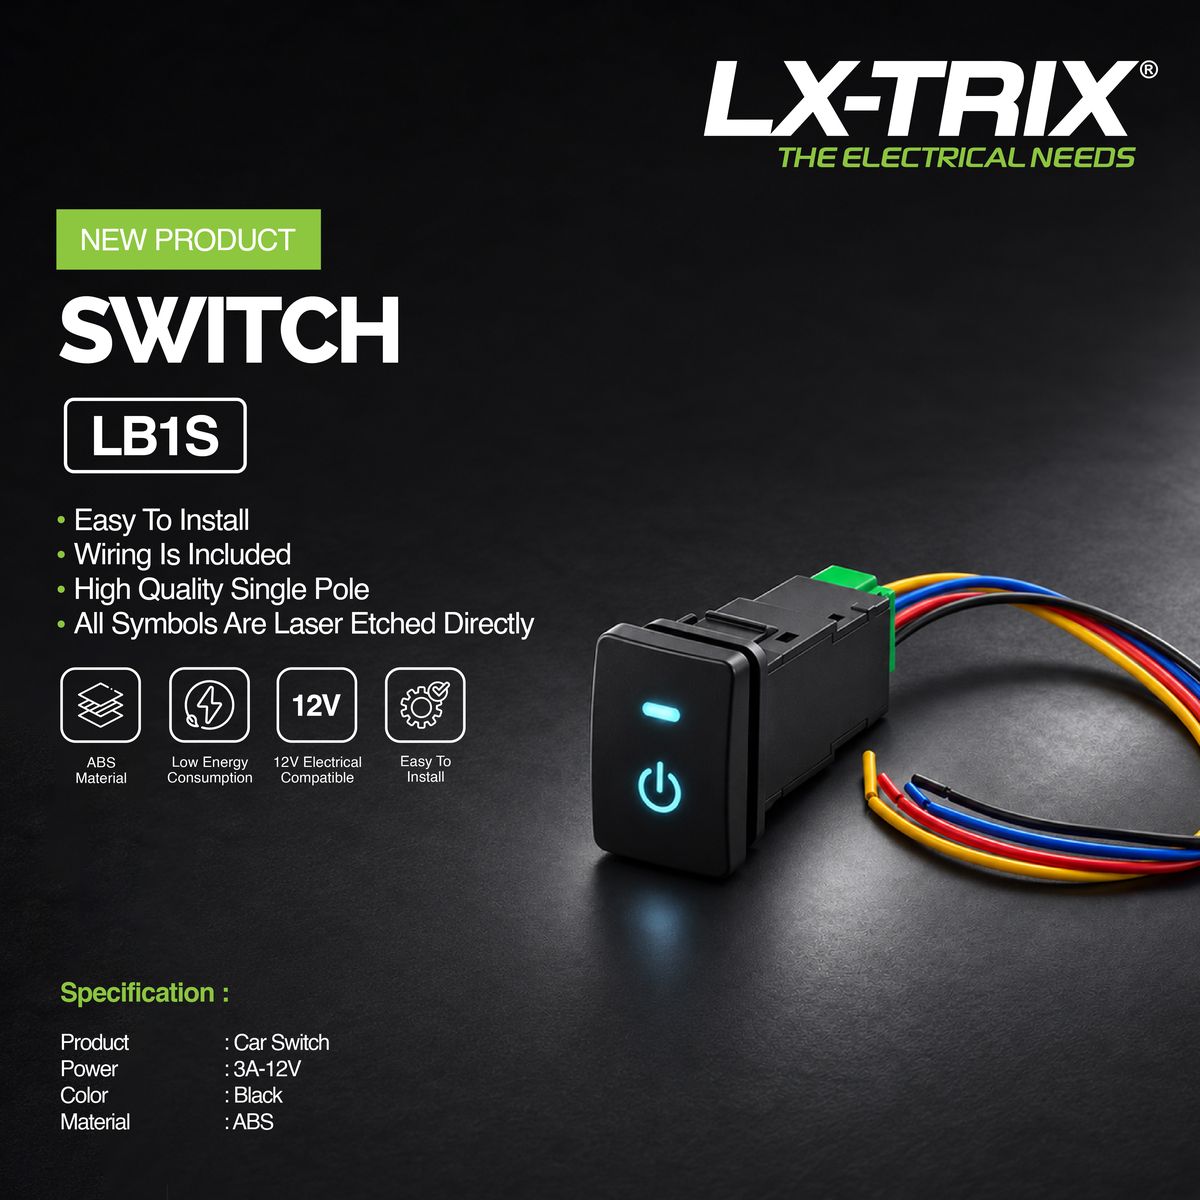 LX-TRIX®
THE ELECTRICAL NEEDS
NEW PRODUCT
SWITCH
LB1S
• Easy To Install
• Wiring Is Included
• High Quality Single Pole
• All Symbols Are Laser Etched Directly
12V
ABS
Material
Low Energy
Consumption
12V Electrical
Compatible
Easy To
Install
Specification :
Product : Car Switch
Power : 3A-12V
Color : Black
Material : ABS